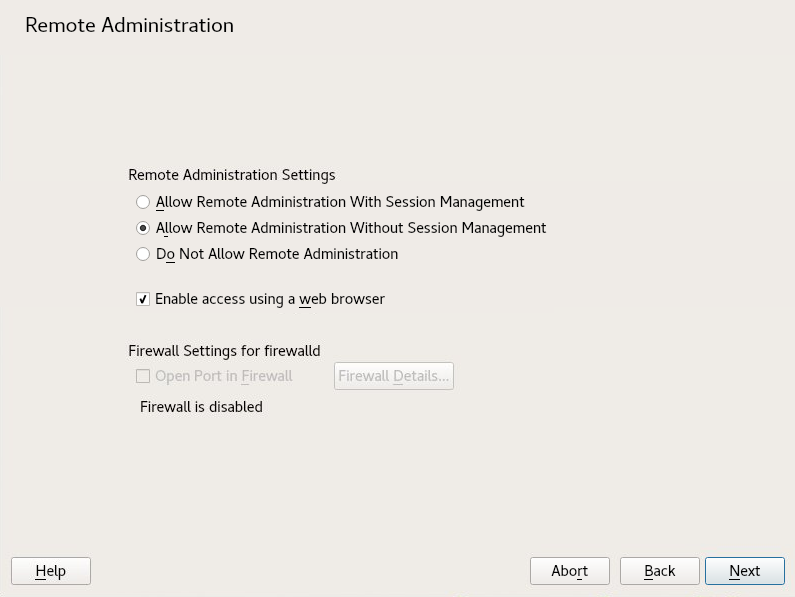 Remote Administration
Remote Administration Settings
Allow Remote Administration With Session Management
Allow Remote Administration Without Session Management
Do Not Allow Remote Administration
Enable access using a web browser
Firewall Settings for firewalld
Open Port in Firewall Firewall Details...
Firewall is disabled
Help Abort Back Next